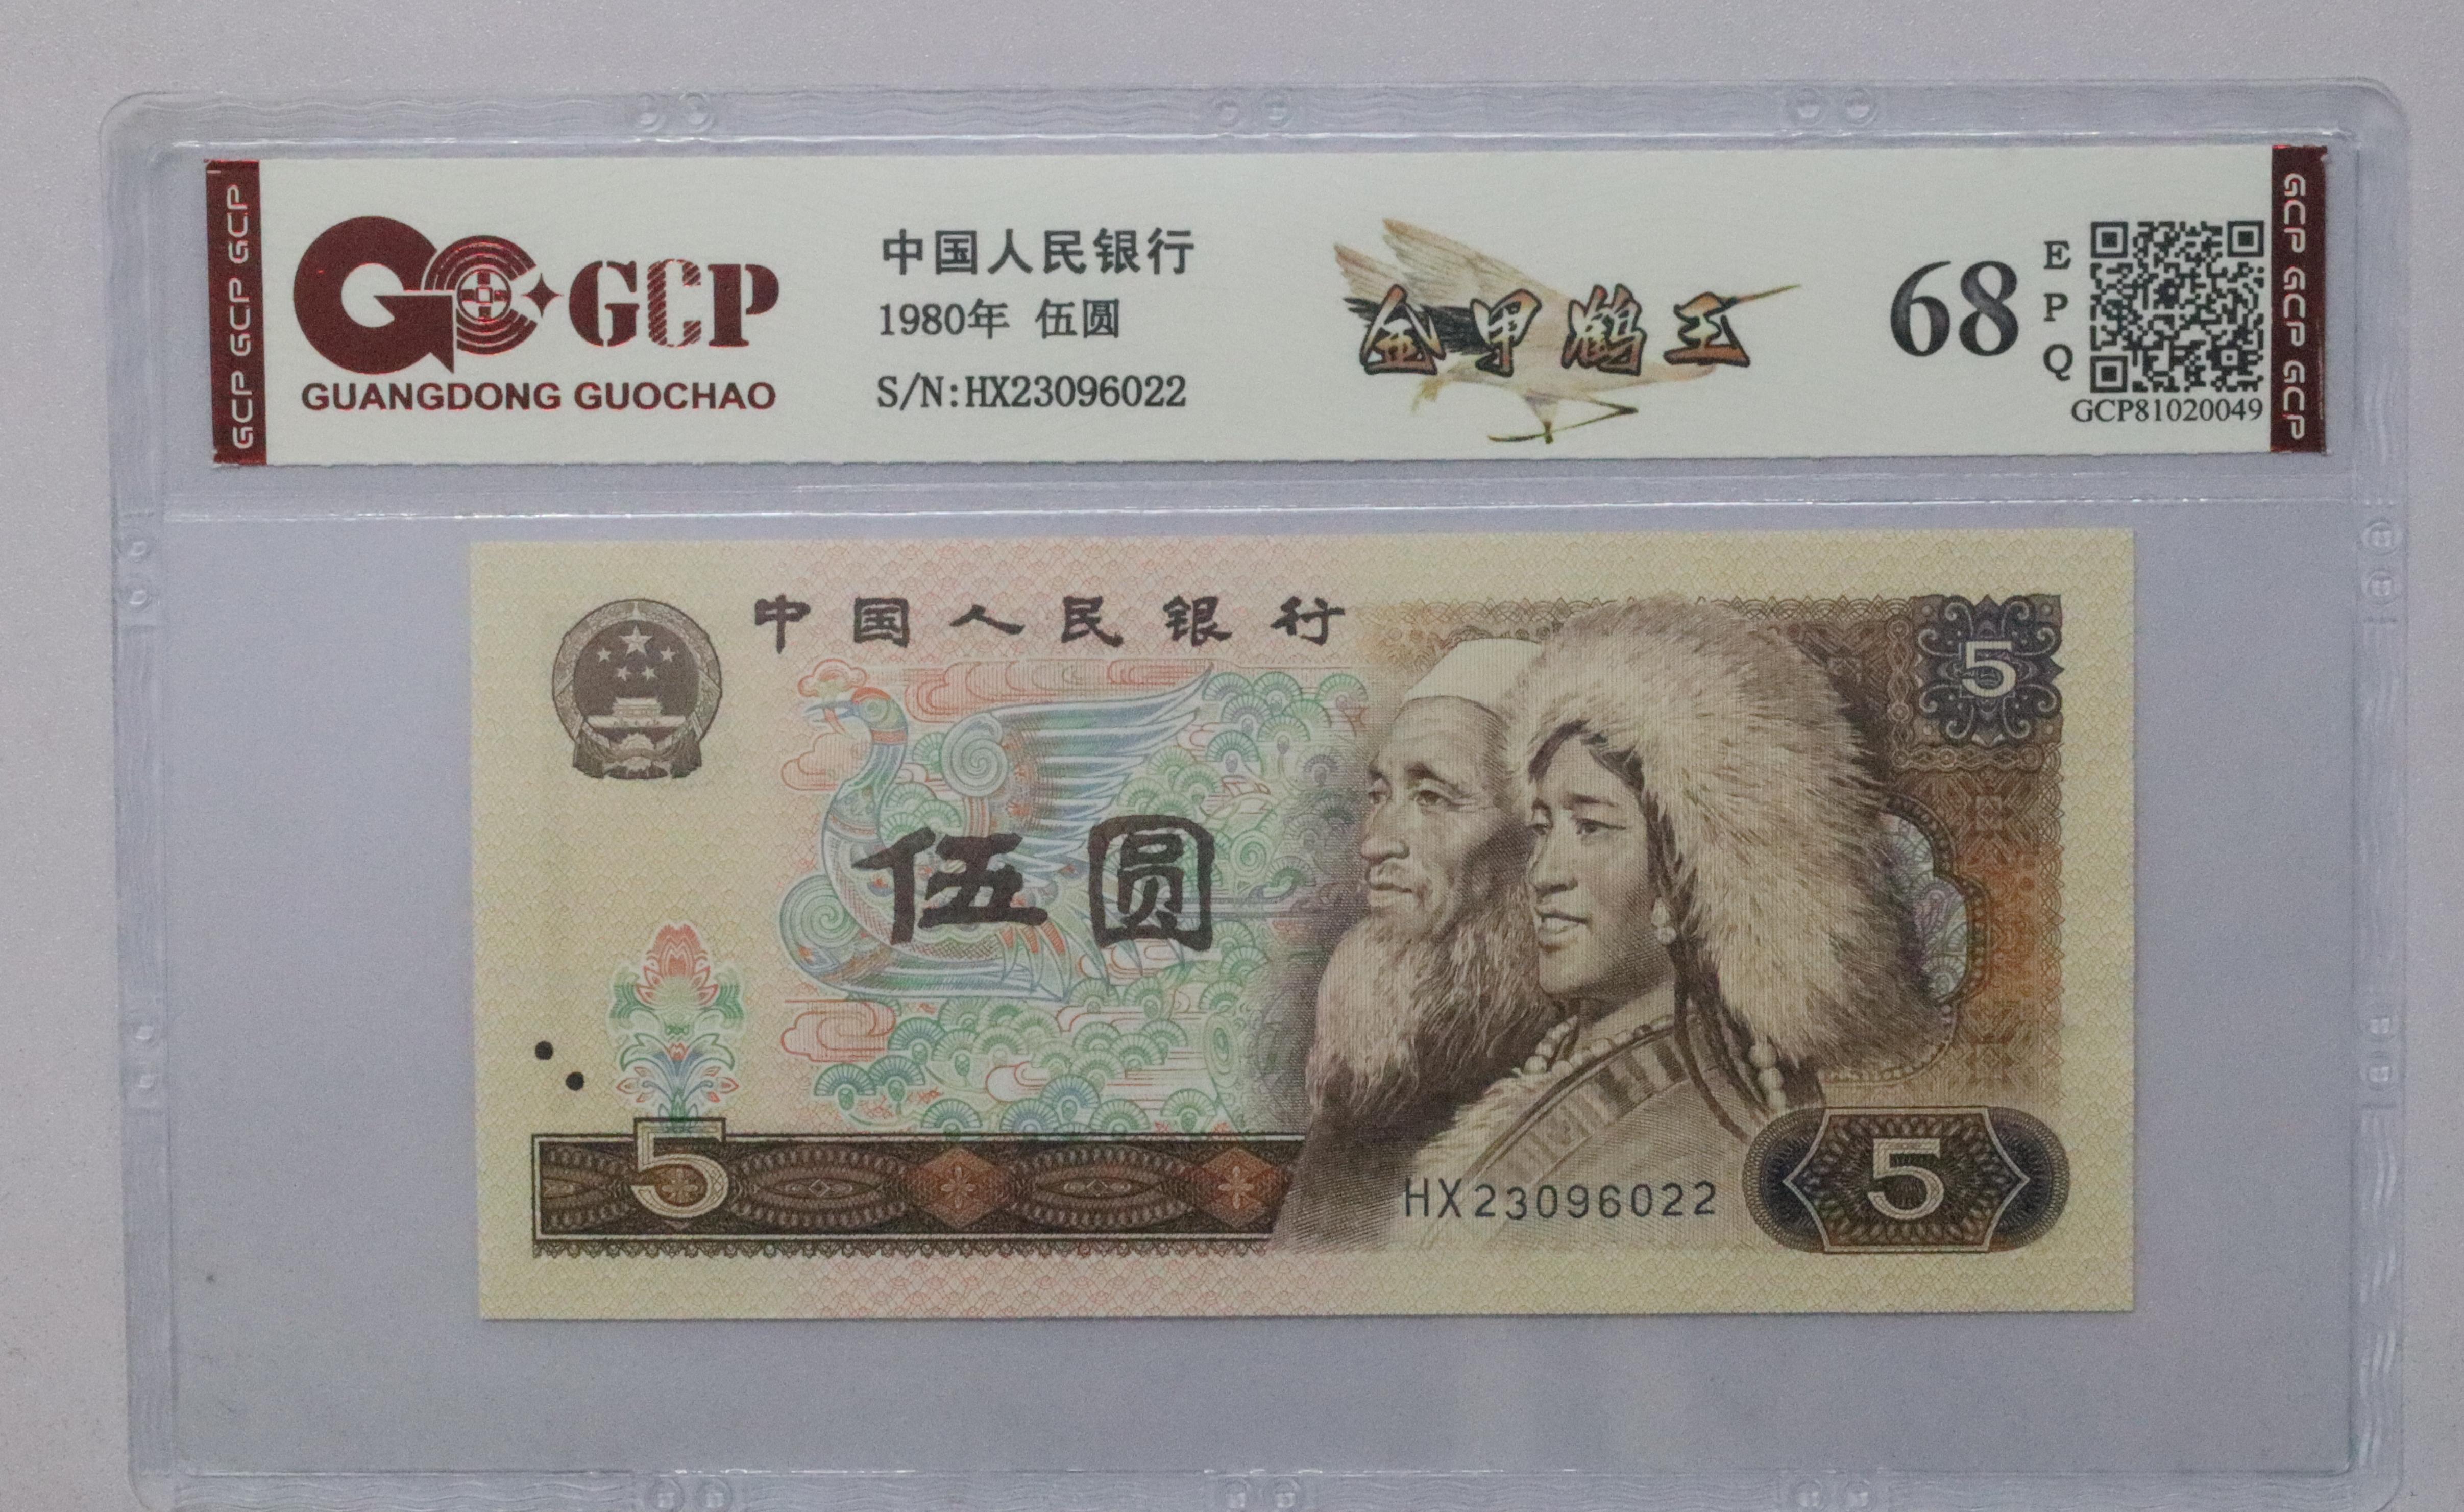 GCP GCP GCP
GCP
GUANGDONG GUOCHAO
中国人民银行
1980年 伍圆
S/N:HX23096022
金甲鹤王
68
EPQ
GCP81020049
GCP GCP GCP
中国人民银行
5
伍圆
5
HX23096022
5